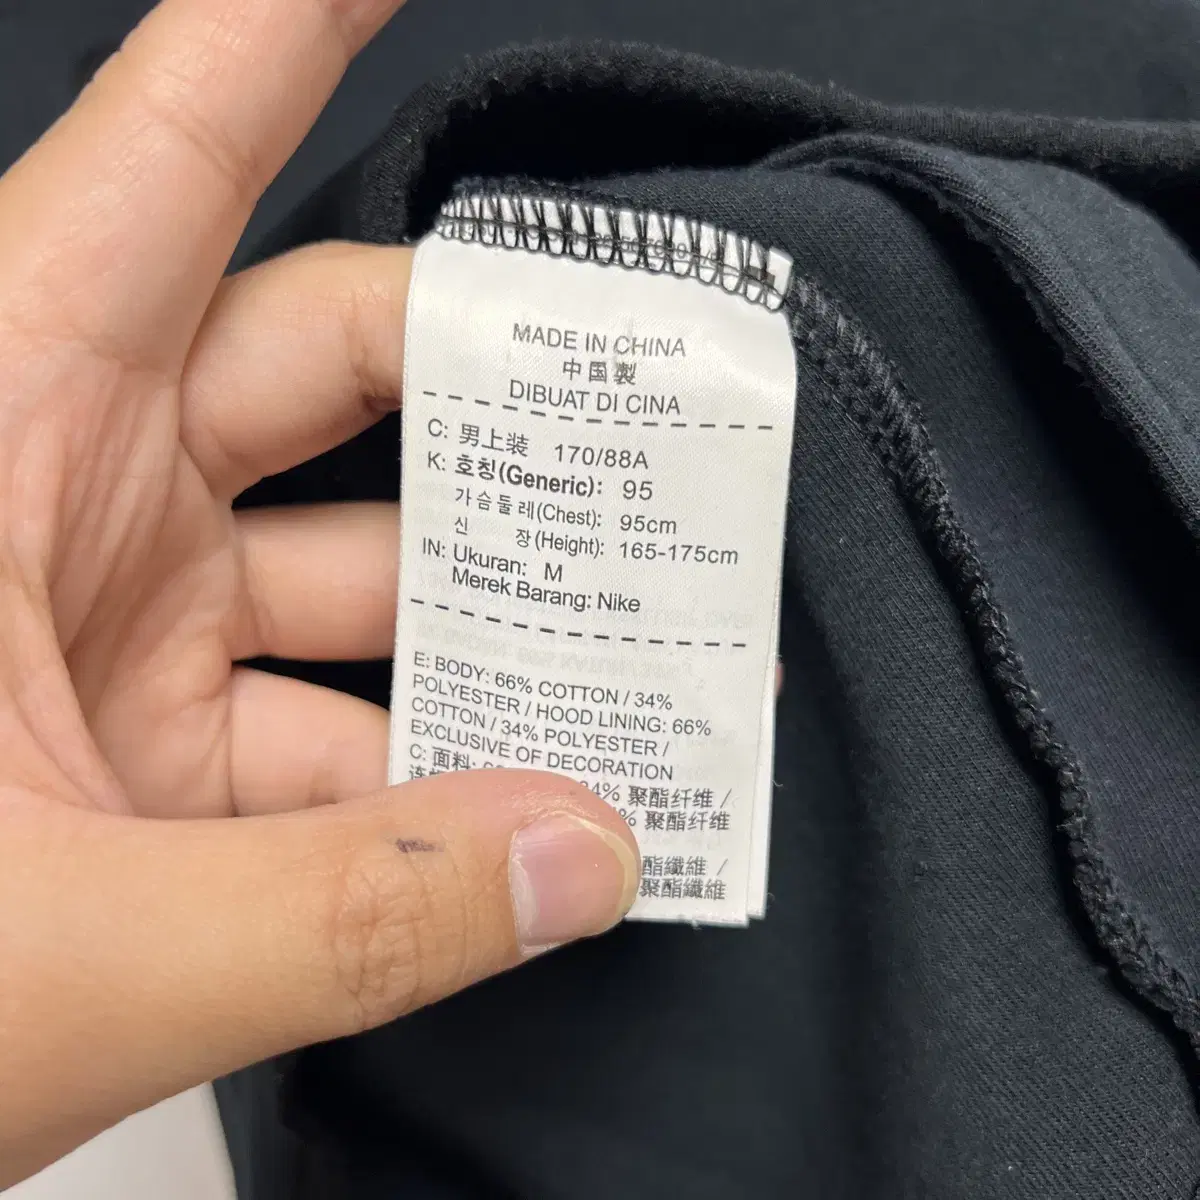 MADE IN CHINA
中国製
DIBUAT DI CINA
C: 男上装 170/88A
K: 호칭(Generic): 95
가슴둘레(Chest): 95cm
신 장(Height): 165-175cm
IN: Ukuran: M
Merek Barang: Nike
E: BODY: 66% COTTON / 34%
POLYESTER / HOOD LINING: 66%
COTTON / 34% POLYESTER /
EXCLUSIVE OF DECORATION
C: 面料:
34% 聚酯纤维 /
% 聚酯纤维
酯纖維 /
聚酯纖維